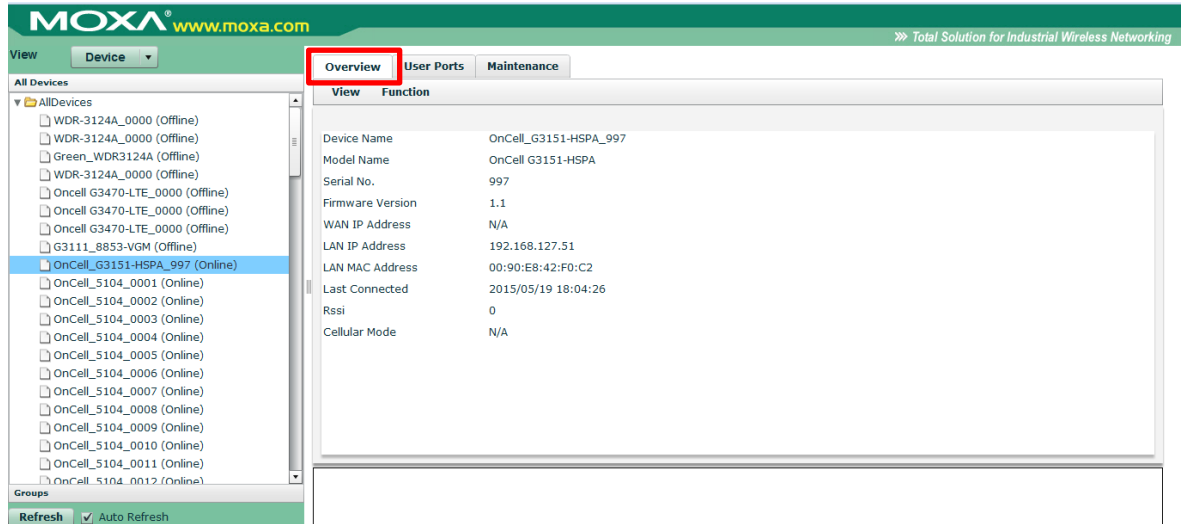 MOXA® www.moxa.com
Total Solution for Industrial Wireless Networking
View Device
All Devices
AllDevices
WDR-3124A_0000 (Offline)
WDR-3124A_0000 (Offline)
Green_WDR3124A (Offline)
WDR-3124A_0000 (Offline)
Oncell G3470-LTE_0000 (Offline)
Oncell G3470-LTE_0000 (Offline)
Oncell G3470-LTE_0000 (Offline)
G3111_8853-VGM (Offline)
OnCell_G3151-HSPA_997 (Online)
OnCell_5104_0001 (Online)
OnCell_5104_0002 (Online)
OnCell_5104_0003 (Online)
OnCell_5104_0004 (Online)
OnCell_5104_0005 (Online)
OnCell_5104_0006 (Online)
OnCell_5104_0007 (Online)
OnCell_5104_0008 (Online)
OnCell_5104_0009 (Online)
OnCell_5104_0010 (Online)
OnCell_5104_0011 (Online)
OnCell_5104_0012 (Online)
Groups
Refresh Auto Refresh
Overview User Ports Maintenance
View Function
Device Name OnCell_G3151-HSPA_997
Model Name OnCell G3151-HSPA
Serial No. 997
Firmware Version 1.1
WAN IP Address N/A
LAN IP Address 192.168.127.51
LAN MAC Address 00:90:E8:42:F0:C2
Last Connected 2015/05/19 18:04:26
Rssi 0
Cellular Mode N/A